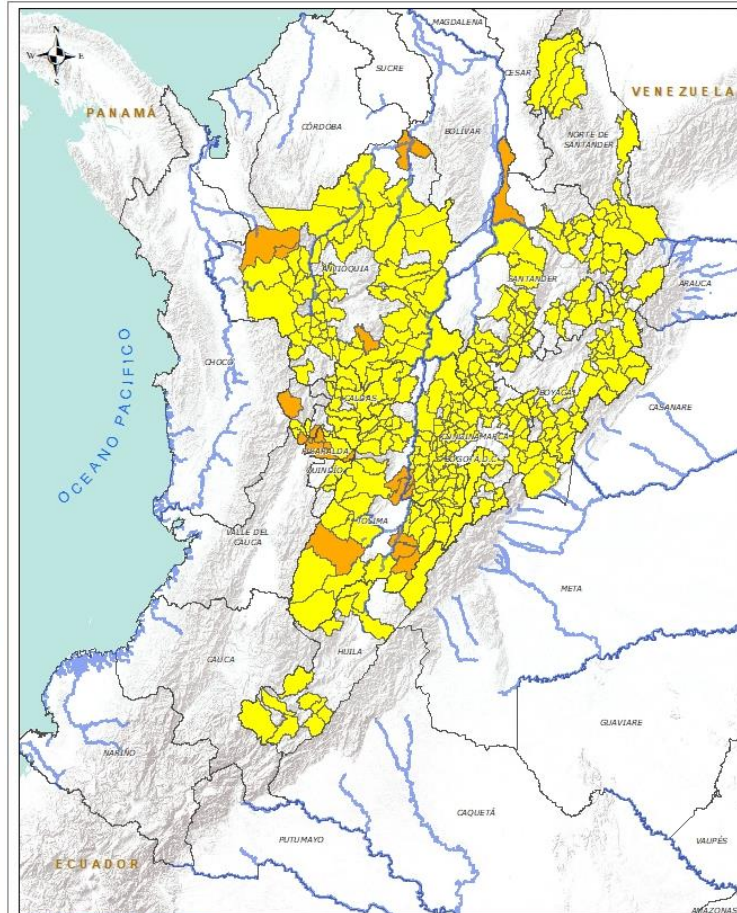 N
W E
S
MAGDALENA
SUCRE
CESAR
VENEZUELA
PANAMÁ
CÓRDOBA
BOLÍVAR
NORTE DE
SANTANDER
ANTIOQUIA
SANTANDER
ARAUCA
CHOCÓ
OCEANO PACIFICO
CALDAS
BOYACÁ
CASANARE
CUNDINAMARCA
RISARALDA
BOGOTÁ D.C.
QUINDÍO
TOLIMA
VALLE DEL
CAUCA
META
CAUCA
HUILA
GUAVIARE
NARIÑO
CAQUETÁ
PUTUMAYO
VAUPÉS
ECUADOR
AMAZONAS